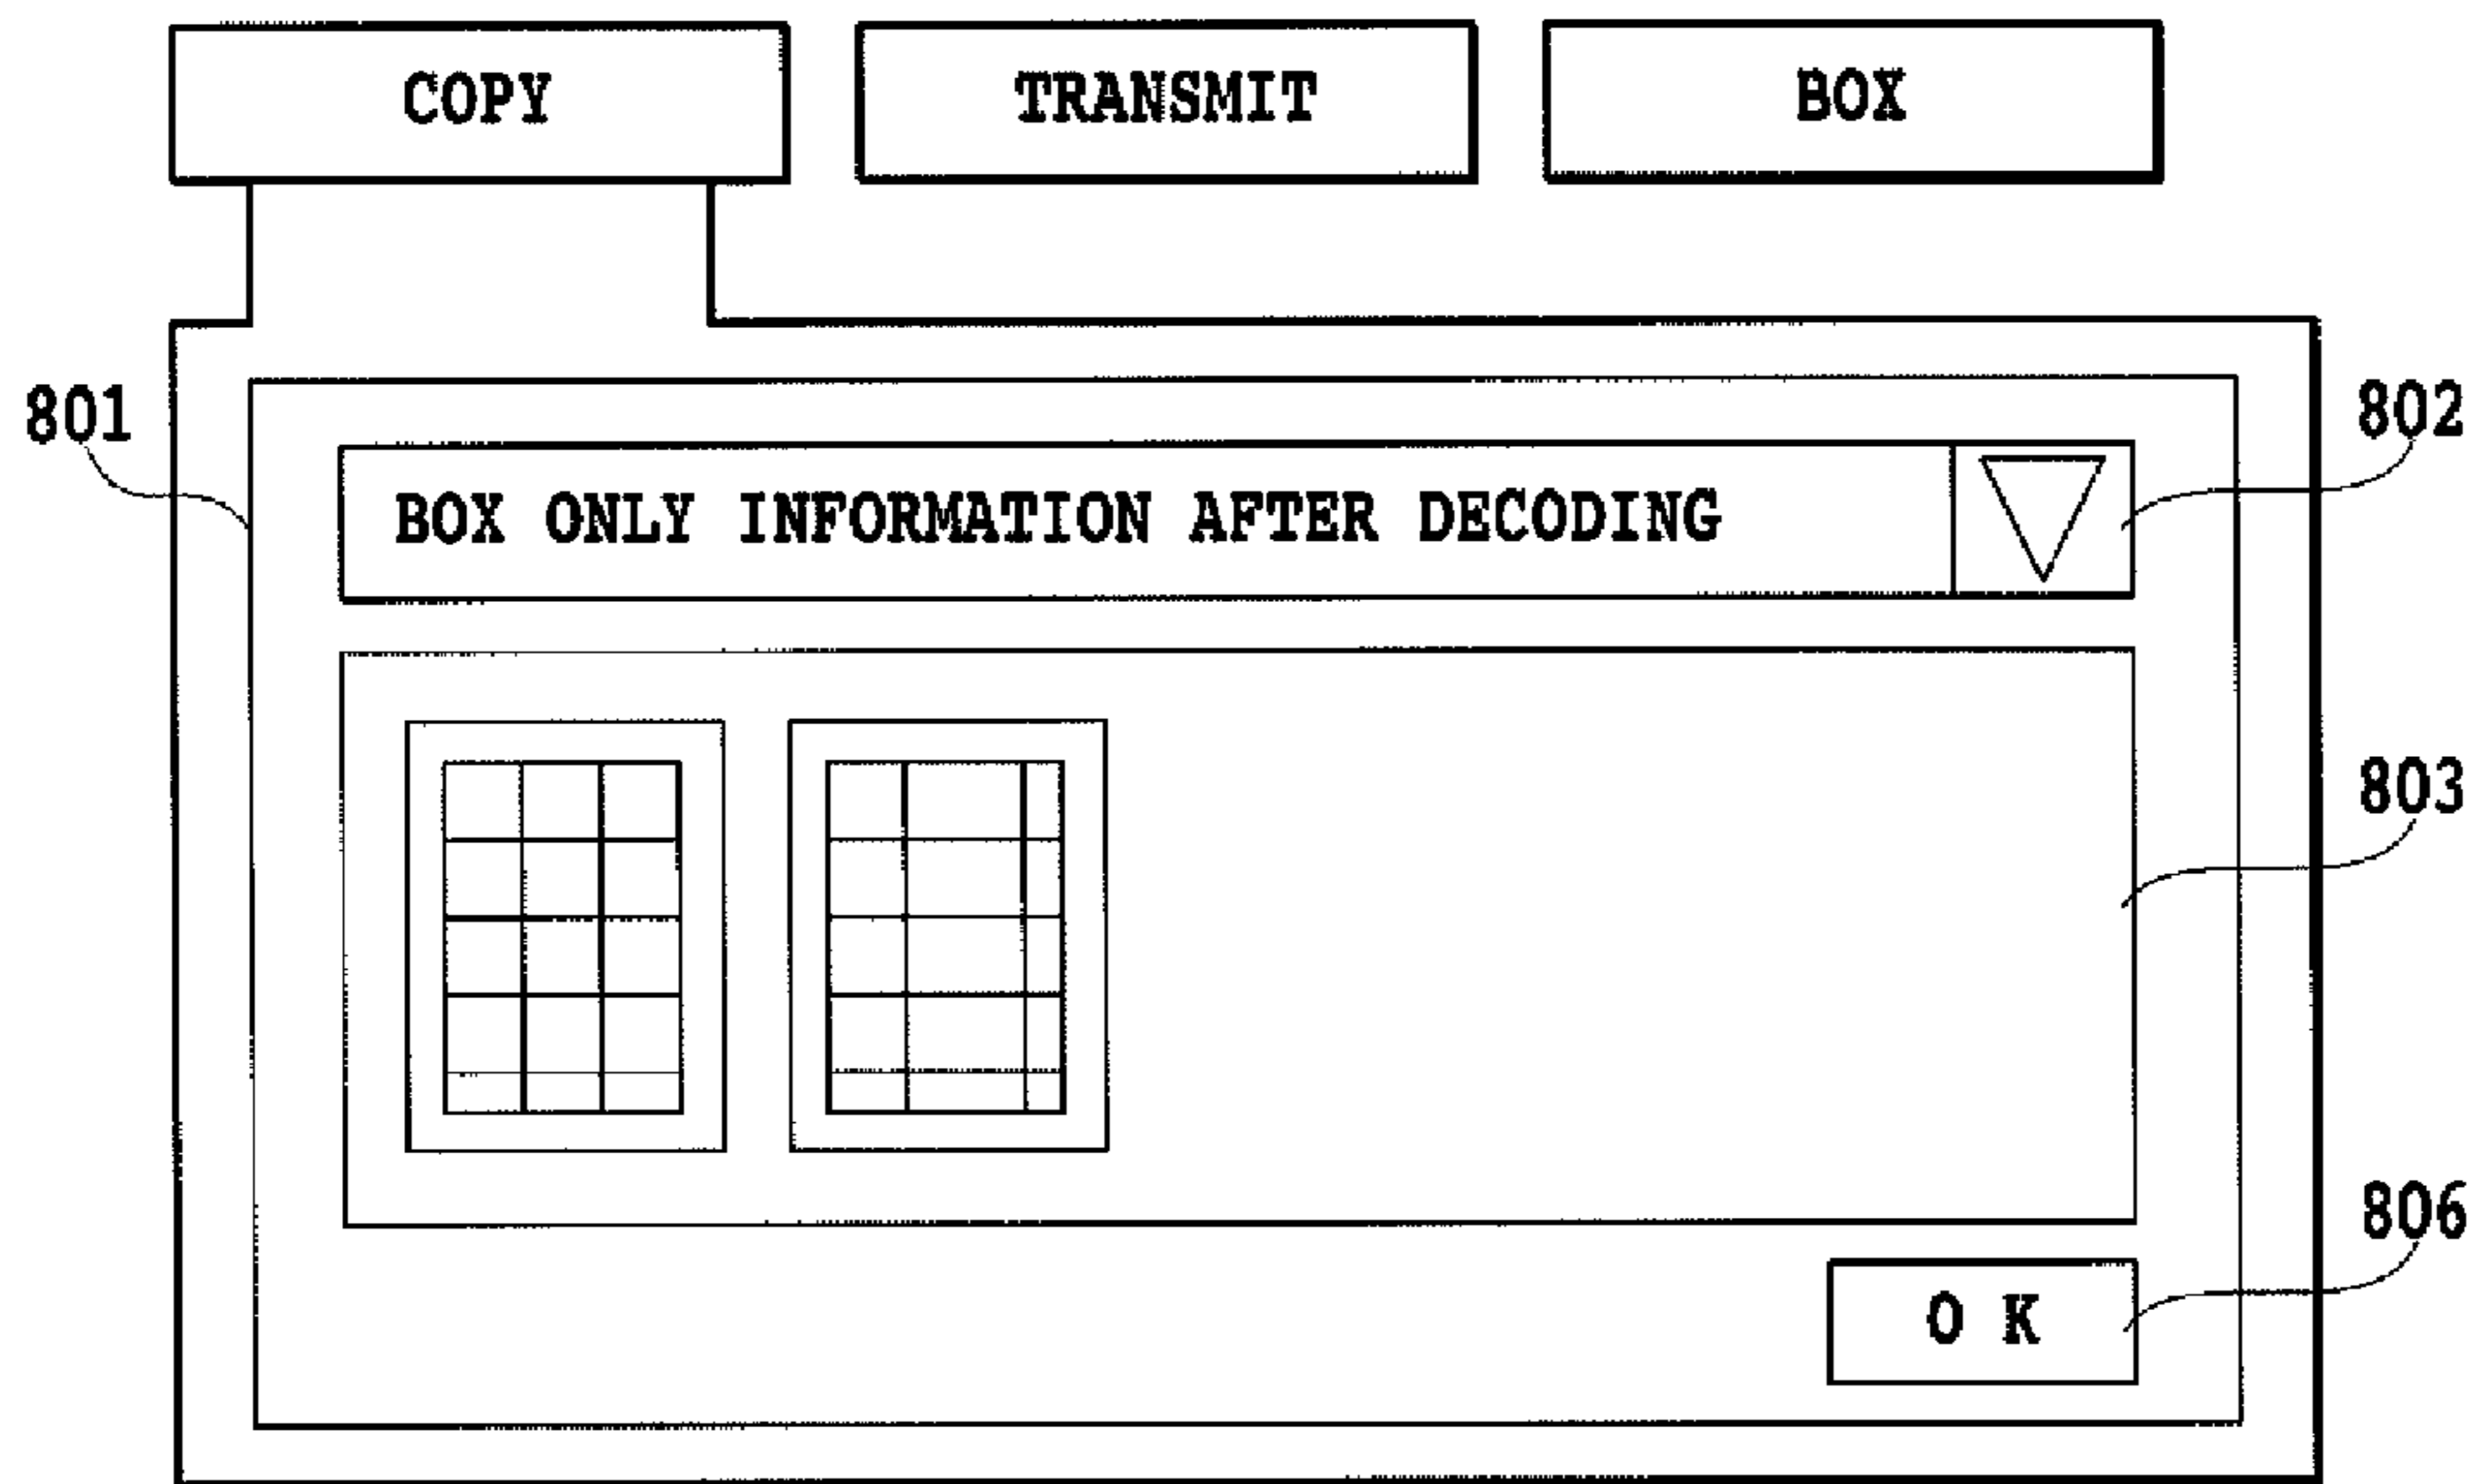 COPY TRANSMIT BOX
801 802
BOX ONLY INFORMATION AFTER DECODING
803
806
O K